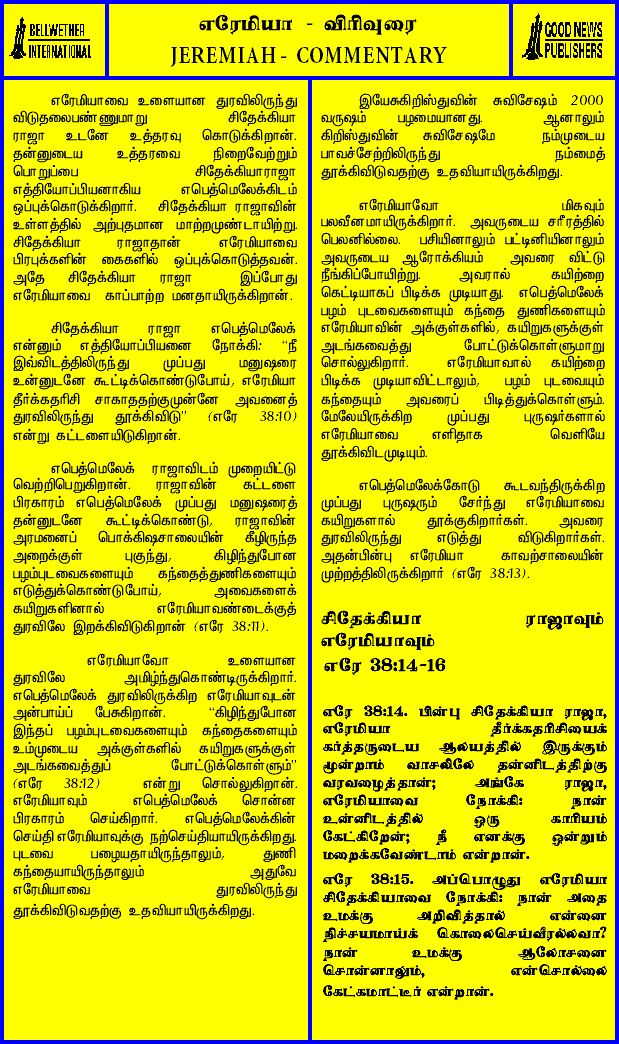 BELLWETHER
INTERNATIONAL
எரேமியா - விரிவுரை
JEREMIAH - COMMENTARY
GOOD NEWS
PUBLISHERS
எரேமியாவை உளையான துரவிலிருந்து
விடுதலைபண்ணுமாறு சிதேக்கியா
ராஜா உடனே உத்தரவு கொடுக்கிறான்.
தன்னுடைய உத்தரவை நிறைவேற்றும்
பொறுப்பை சிதேக்கியாராஜா
எத்தியோப்பியனாகிய எபெத்மெலேக்கிடம்
ஒப்புக்கொடுக்கிறார். சிதேக்கியா ராஜாவின்
உள்ளத்தில் அற்புதமான மாற்றமுண்டாயிற்று.
சிதேக்கியா ராஜாதான் எரேமியாவை
பிரபுக்களின் கைகளில் ஒப்புக்கொடுத்தவன்.
அதே சிதேக்கியா ராஜா இப்போது
எரேமியாவை காப்பாற்ற மனதாயிருக்கிறான்.
சிதேக்கியா ராஜா எபெத்மெலேக்
என்னும் எத்தியோப்பியனை நோக்கி: “நீ
இவ்விடத்திலிருந்து முப்பது மனுஷரை
உன்னுடனே கூட்டிக்கொண்டுபோய், எரேமியா
தீர்க்கதரிசி சாகாததற்குமுன்னே அவனைத்
துரவிலிருந்து தூக்கிவிடு” (எரே 38:10)
என்று கட்டளையிடுகிறான்.
எபெத்மெலேக் ராஜாவிடம் முறையிட்டு
வெற்றிபெறுகிறான். ராஜாவின் கட்டளை
பிரகாரம் எபெத்மெலேக் முப்பது மனுஷரைத்
தன்னுடனே கூட்டிக்கொண்டு, ராஜாவின்
அரமனைப் பொக்கிஷசாலையின் கீழிருந்த
அறைக்குள் புகுந்து, கிழிந்துபோன
பழம்புடவைகளையும் கந்தைத்துணிகளையும்
எடுத்துக்கொண்டுபோய், அவைகளைக்
கயிறுகளினால் எரேமியாவண்டைக்குத்
துரவிலே இறக்கிவிடுகிறான் (எரே 38:11).
எரேமியாவோ உளையான
துரவிலே அமிழ்ந்துகொண்டிருக்கிறார்.
எபெத்மெலேக் துரவிலிருக்கிற எரேமியாவுடன்
அன்பாய்ப் பேசுகிறான். “கிழிந்துபோன
இந்தப் பழம்புடவைகளையும் கந்தைகளையும்
உம்முடைய அக்குள்களில் கயிறுகளுக்குள்
அடங்கவைத்துப் போட்டுக்கொள்ளும்”
(எரே 38:12) என்று சொல்லுகிறான்.
எரேமியாவும் எபெத்மெலேக் சொன்ன
பிரகாரம் செய்கிறார். எபெத்மெலேக்கின்
செய்தி எரேமியாவுக்கு நற்செய்தியாயிருக்கிறது.
புடவை பழையதாயிருந்தாலும், துணி
கந்தையாயிருந்தாலும் அதுவே
எரேமியாவை துரவிலிருந்து
தூக்கிவிடுவதற்கு உதவியாயிருக்கிறது.
இயேசுகிறிஸ்துவின் சுவிசேஷம் 2000
வருஷம் பழமையானது. ஆனாலும்
கிறிஸ்துவின் சுவிசேஷமே நம்முடைய
பாவச்சேற்றிலிருந்து நம்மைத்
தூக்கிவிடுவதற்கு உதவியாயிருக்கிறது.
எரேமியாவோ மிகவும்
பலவீனமாயிருக்கிறார். அவருடைய சரீரத்தில்
பெலனில்லை. பசியினாலும் பட்டினியினாலும்
அவருடைய ஆரோக்கியம் அவரை விட்டு
நீங்கிப்போயிற்று. அவரால் கயிற்றை
கெட்டியாகப் பிடிக்க முடியாது. எபெத்மெலேக்
பழம் புடவைகளையும் கந்தை துணிகளையும்
எரேமியாவின் அக்குள்களில், கயிறுகளுக்குள்
அடங்கவைத்து போட்டுக்கொள்ளுமாறு
சொல்லுகிறார். எரேமியாவால் கயிற்றை
பிடிக்க முடியாவிட்டாலும், பழம் புடவையும்
கந்தையும் அவரைப் பிடித்துக்கொள்ளும்.
மேலேயிருக்கிற முப்பது புருஷர்களால்
எரேமியாவை எளிதாக வெளியே
தூக்கிவிடமுடியும்.
எபெத்மெலேக்கோடு கூடவந்திருக்கிற
முப்பது புருஷரும் சேர்ந்து எரேமியாவை
கயிறுகளால் தூக்குகிறார்கள். அவரை
துரவிலிருந்து எடுத்து விடுகிறார்கள்.
அதன்பின்பு எரேமியா காவற்சாலையின்
முற்றத்திலிருக்கிறார் (எரே 38:13).
சிதேக்கியா ராஜாவும்
எரேமியாவும்
எரே 38:14-16
எரே 38:14. பின்பு சிதேக்கியா ராஜா,
எரேமியா தீர்க்கதரிசியைக்
கர்த்தருடைய ஆலயத்தில் இருக்கும்
மூன்றாம் வாசலிலே தன்னிடத்திற்கு
வரவழைத்தான்; அங்கே ராஜா,
எரேமியாவை நோக்கி: நான்
உன்னிடத்தில் ஒரு காரியம்
கேட்கிறேன்; நீ எனக்கு ஒன்றும்
மறைக்கவேண்டாம் என்றான்.
எரே 38:15. அப்பொழுது எரேமியா
சிதேக்கியாவை நோக்கி: நான் அதை
உமக்கு அறிவித்தால் என்னை
நிச்சயமாய்க் கொலைசெய்வீரல்லவா?
நான் உமக்கு ஆலோசனை
சொன்னாலும், என்சொல்லை
கேட்கமாட்டீர் என்றான்.